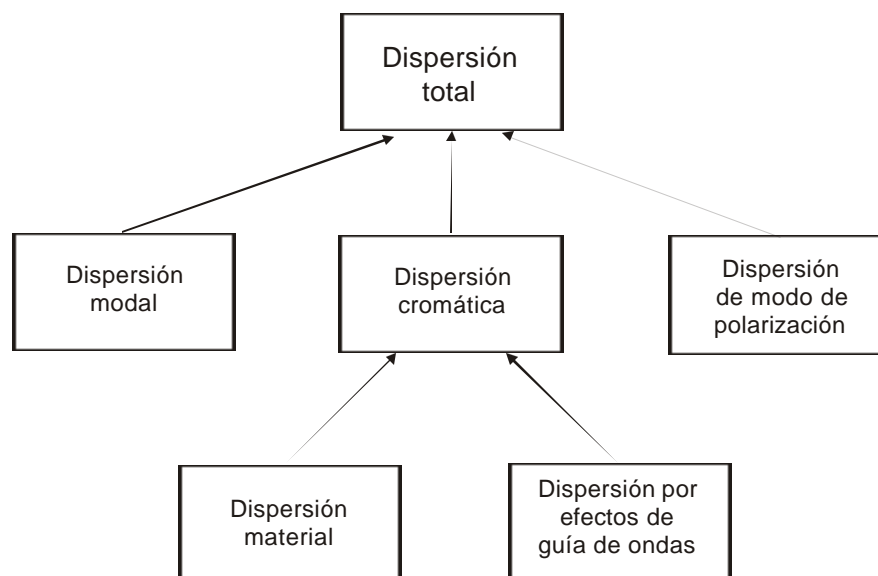 Dispersión
total
Dispersión
modal
Dispersión
cromática
Dispersión
de modo de
polarización
Dispersión
material
Dispersión por
efectos de
guía de ondas